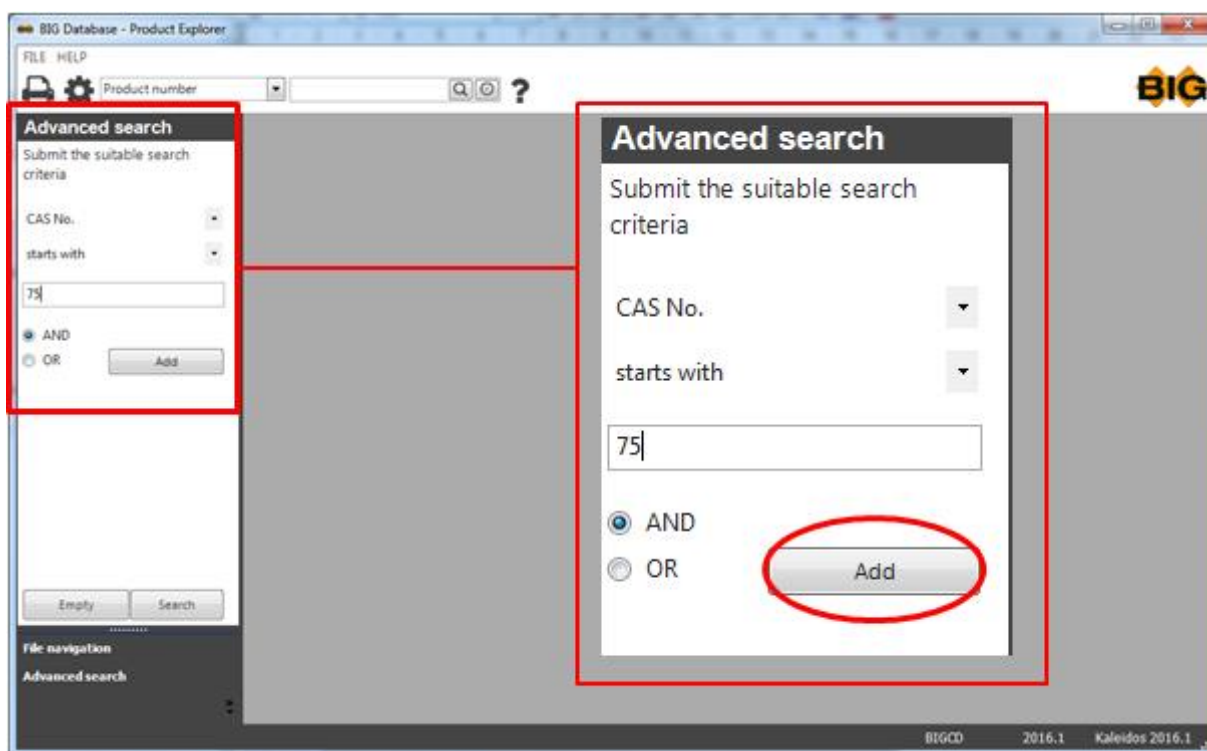 BIG Database - Product Explorer
FILE HELP
Product number
?
BIG
Advanced search
Submit the suitable search
criteria
CAS No.
starts with
75
AND
OR
Add
Empty
Search
File navigation
Advanced search
Advanced search
Submit the suitable search
criteria
CAS No.
starts with
75
AND
OR
Add
BIGCD 2016.1 Kaleidos 2016.1